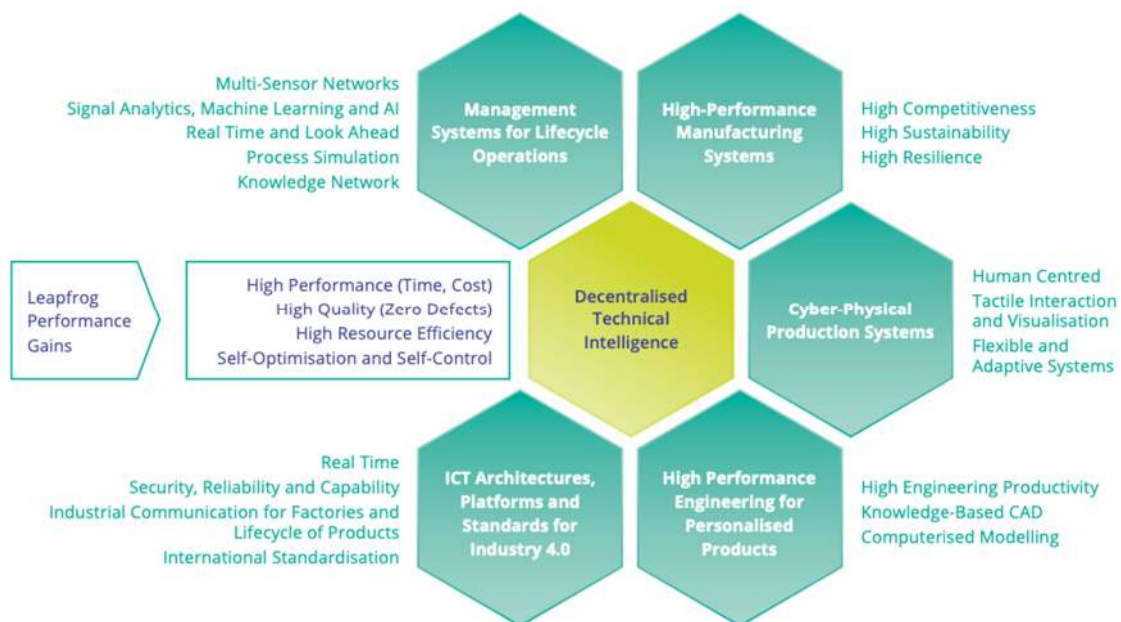 Multi-Sensor Networks
Signal Analytics, Machine Learning and AI
Real Time and Look Ahead
Process Simulation
Knowledge Network
Management
Systems for Lifecycle
Operations
High-Performance
Manufacturing
Systems
High Competitiveness
High Sustainability
High Resilience
Leapfrog
Performance
Gains
High Performance (Time, Cost)
High Quality (Zero Defects)
High Resource Efficiency
Self-Optimisation and Self-Control
Decentralised
Technical
Intelligence
Cyber-Physical
Production Systems
Human Centred
Tactile Interaction
and Visualisation
Flexible and
Adaptive Systems
Real Time
Security, Reliability and Capability
Industrial Communication for Factories and
Lifecycle of Products
International Standardisation
ICT Architectures,
Platforms and
Standards for
Industry 4.0
High Performance
Engineering for
Personalised
Products
High Engineering Productivity
Knowledge-Based CAD
Computerised Modelling